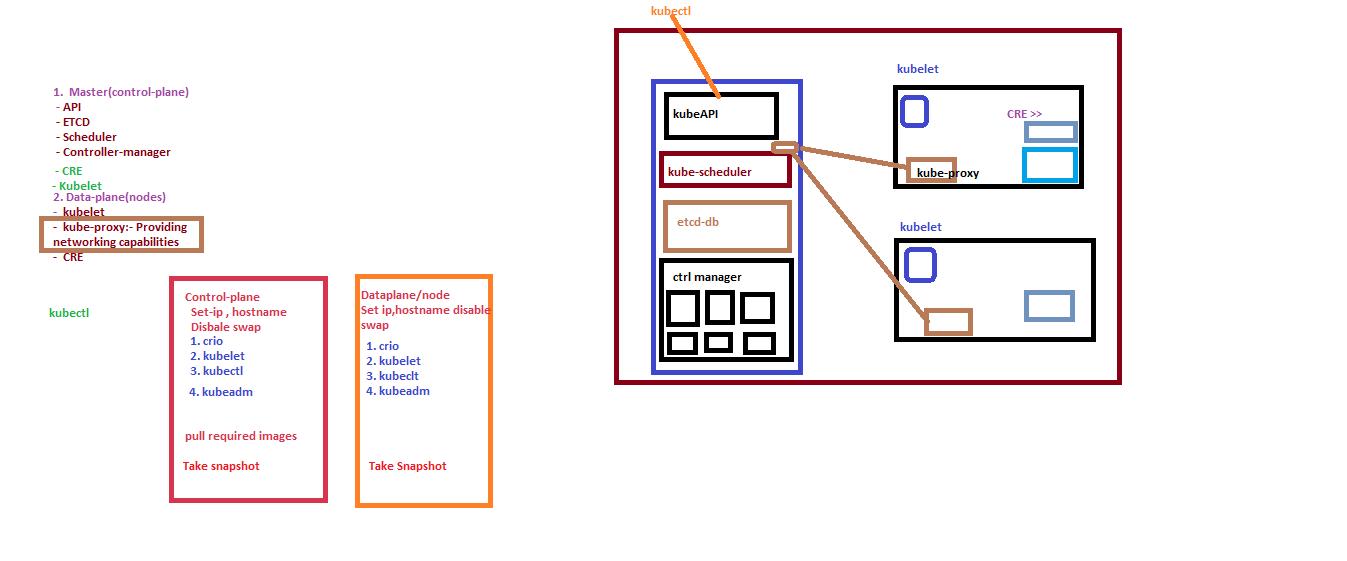 kubectl
1. Master(control-plane)
- API
- ETCD
- Scheduler
- Controller-manager
- CRE
- Kubelet
2. Data-plane(nodes)
- kubelet
- kube-proxy:- Providing
networking capabilities
- CRE
kubectl
Control-plane
Set-ip , hostname
Disbale swap
1. crio
2. kubelet
3. kubectl
4. kubeadm
pull required images
Take snapshot
Dataplane/node
Set ip,hostname disable
swap
1. crio
2. kubelet
3. kubeclt
4. kubeadm
Take Snapshot
kubeAPI
kube-scheduler
etcd-db
ctrl manager
kubelet
CRE >>
kube-proxy
kubelet